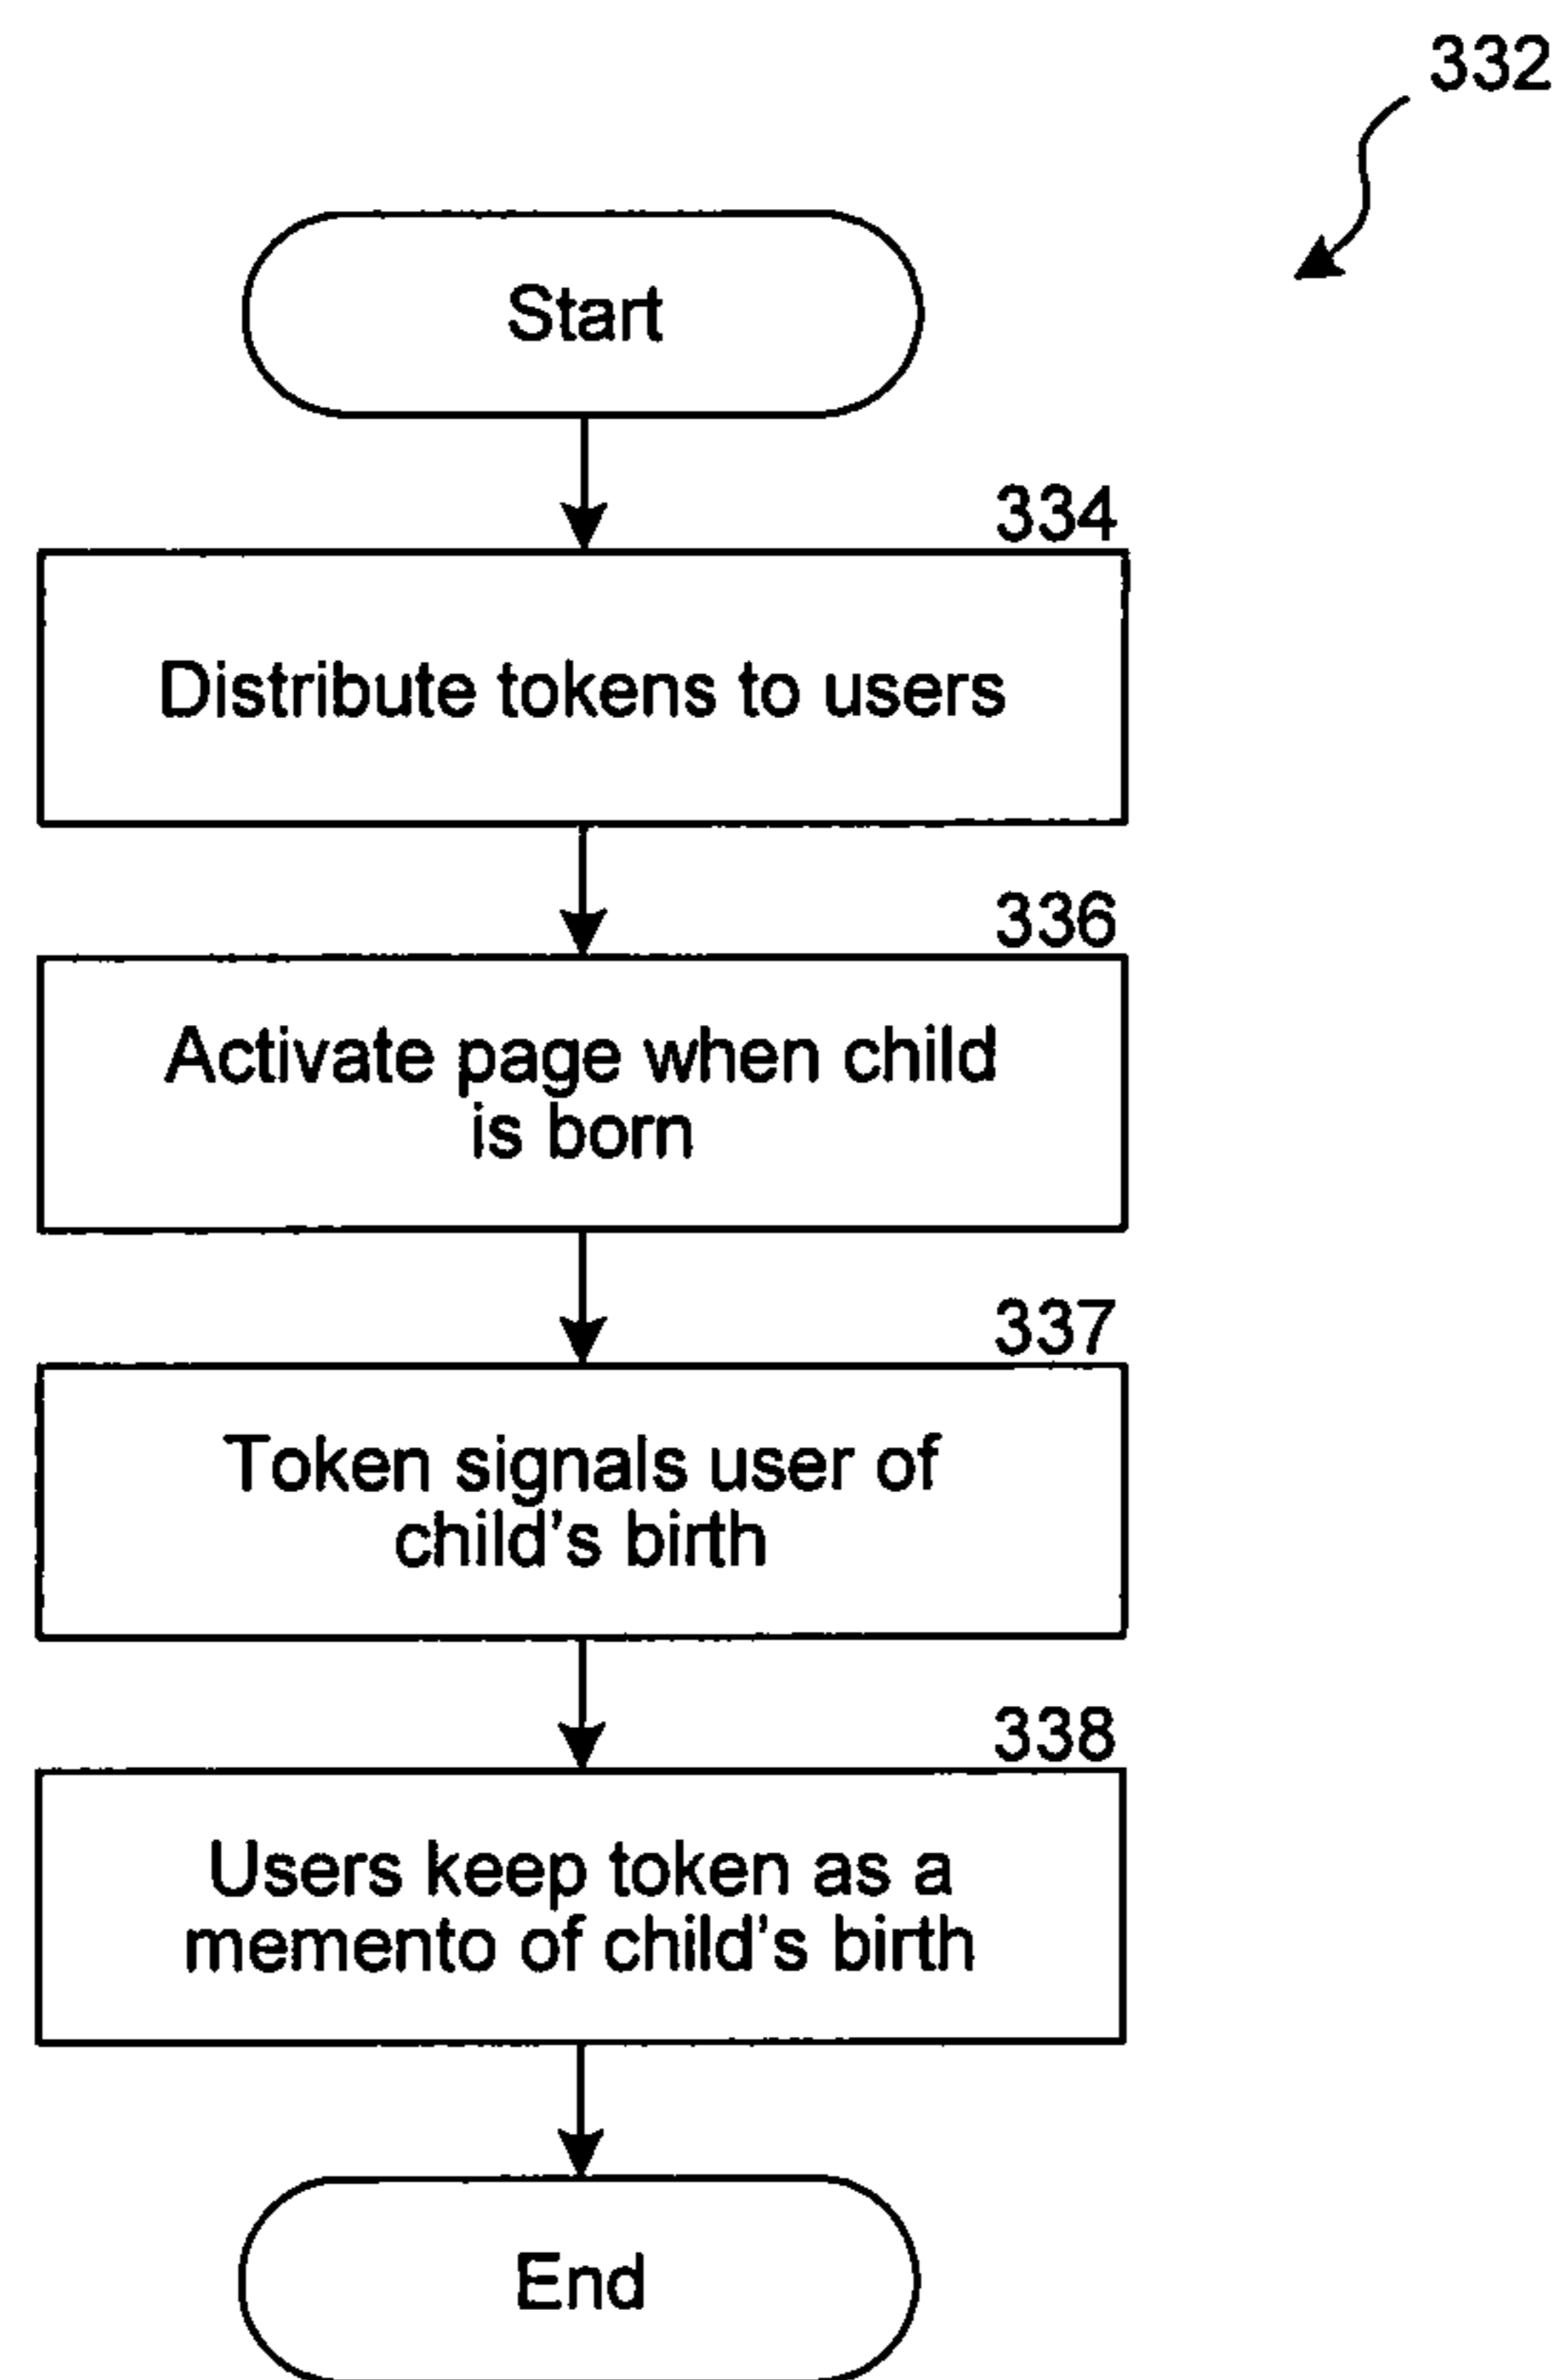 332
Start
334
Distribute tokens to users
336
Activate page when child
is born
337
Token signals user of
child's birth
338
Users keep token as a
memento of child's birth
End